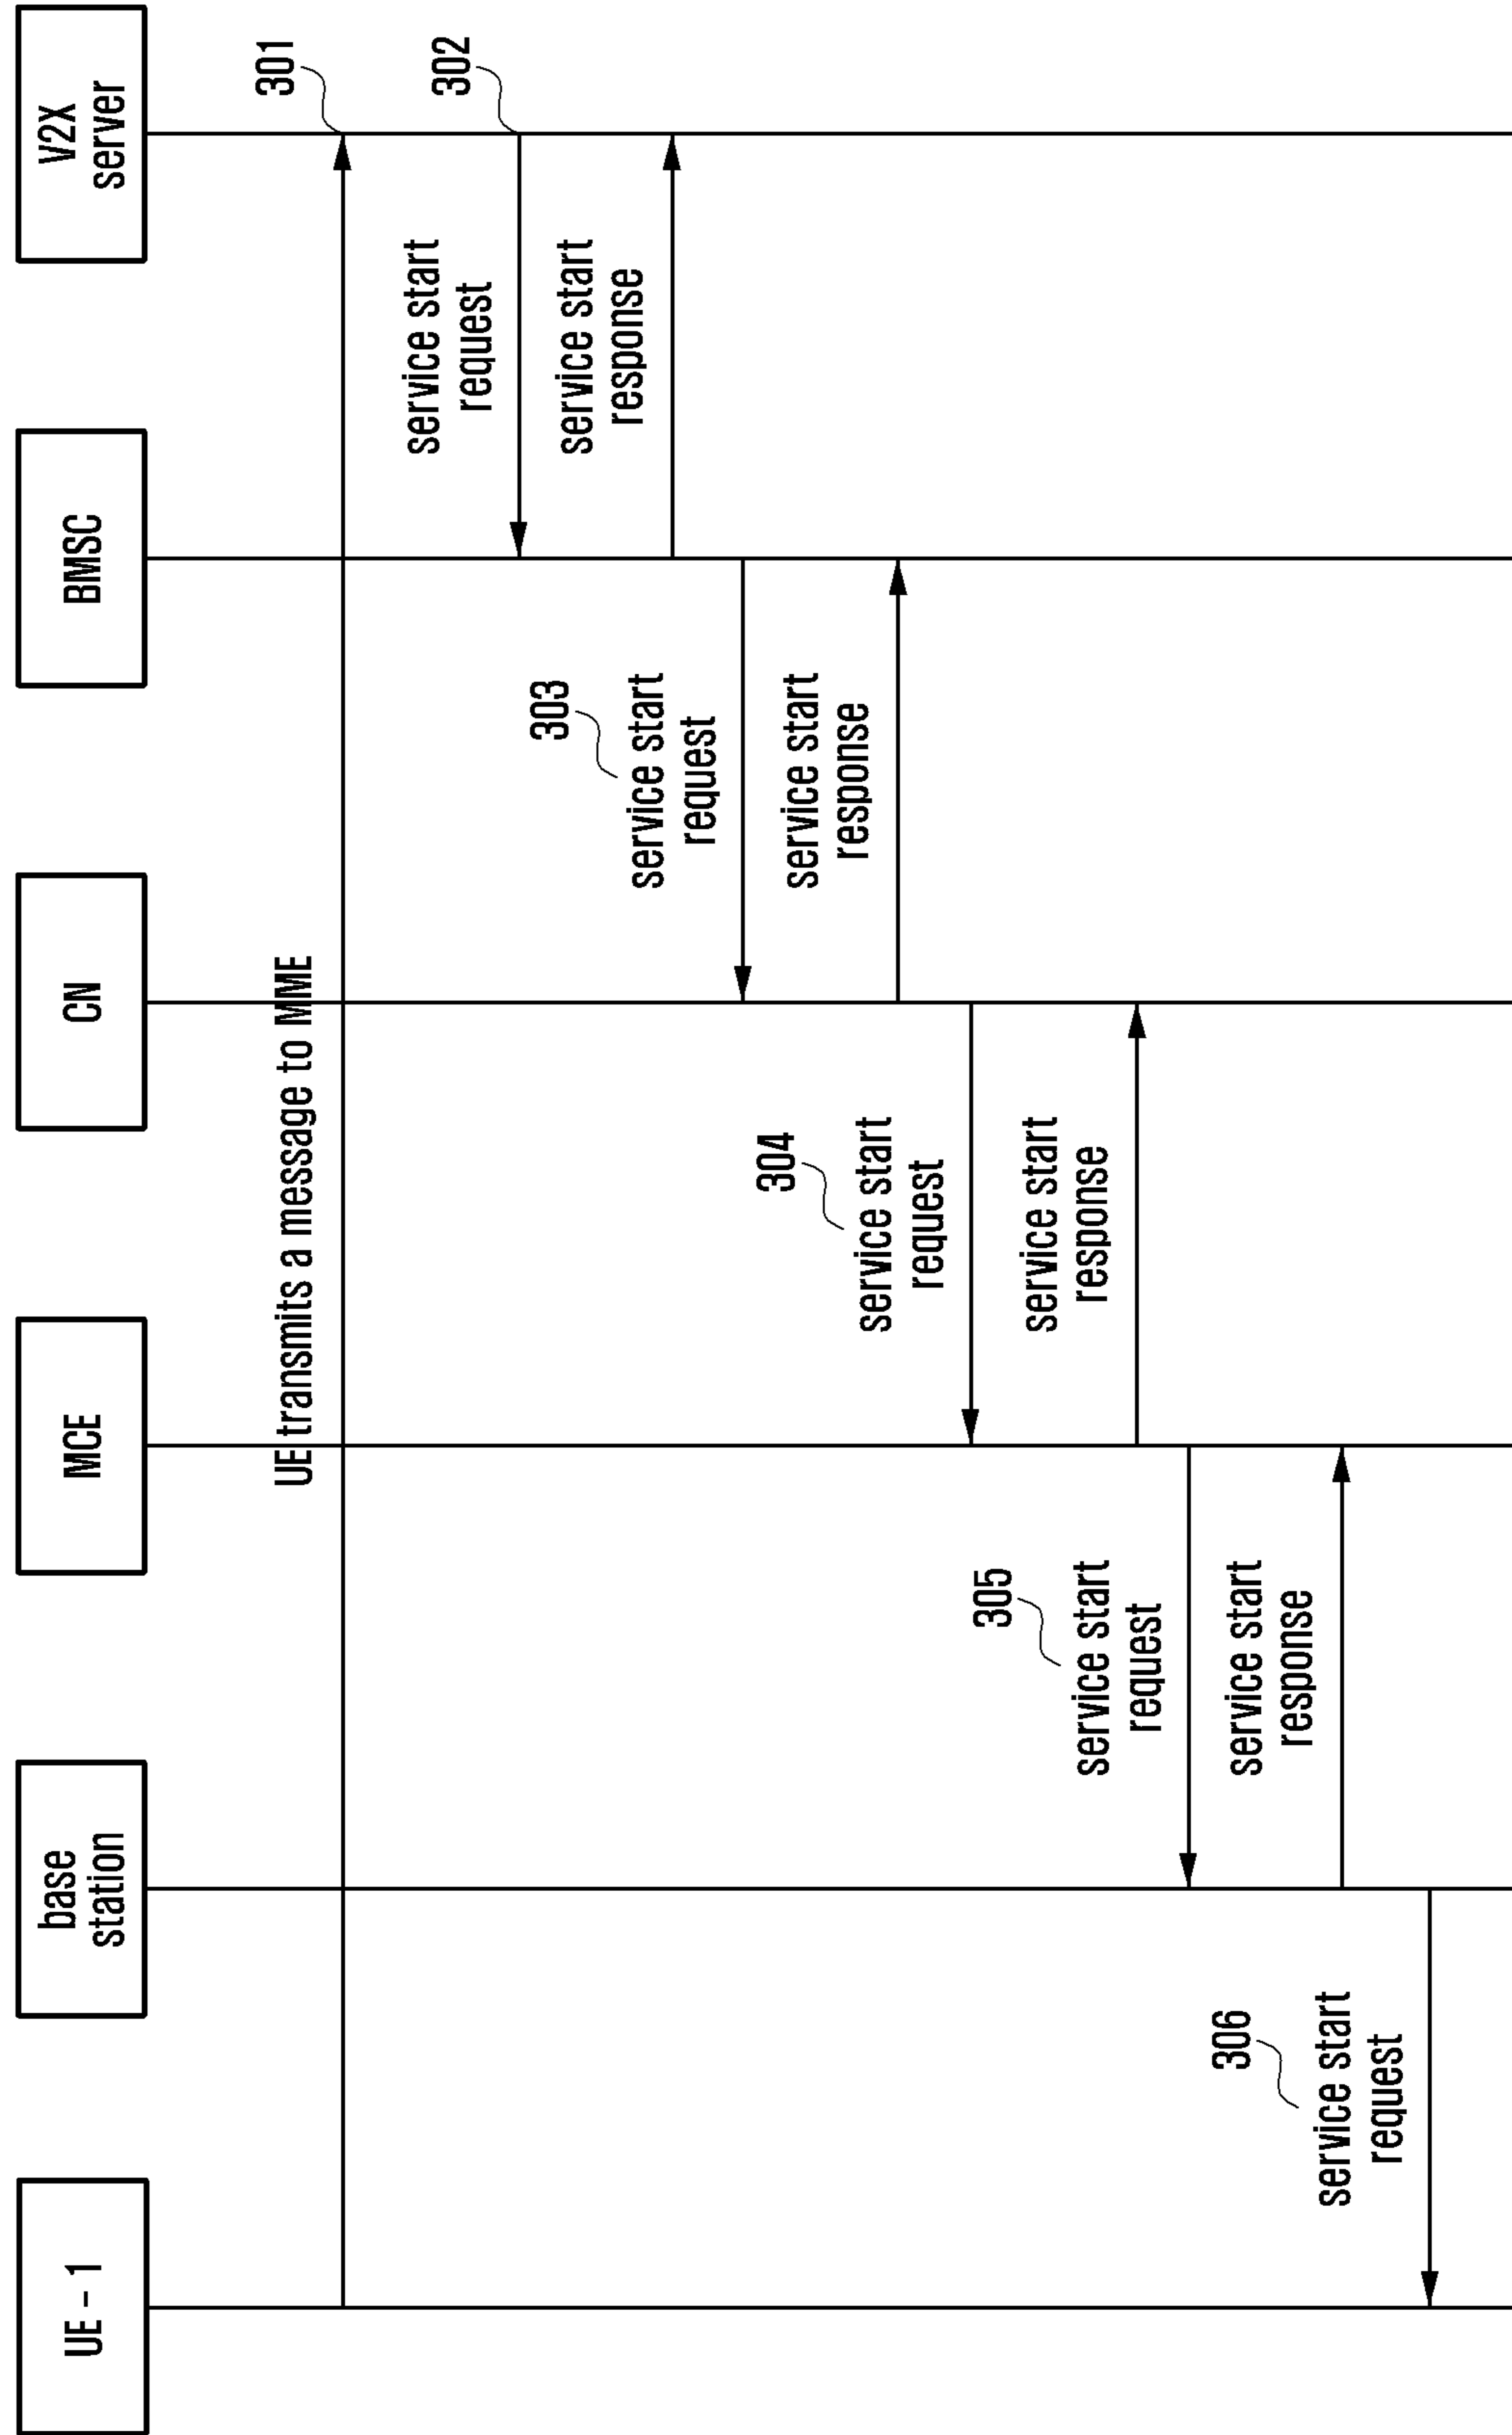 UE – 1
base
station
MCE
CN
BMSC
V2X
server
UE transmits a message to MME
301
302
service start
request
service start
response
303
service start
request
service start
response
304
service start
request
service start
response
305
service start
request
service start
response
306
service start
request